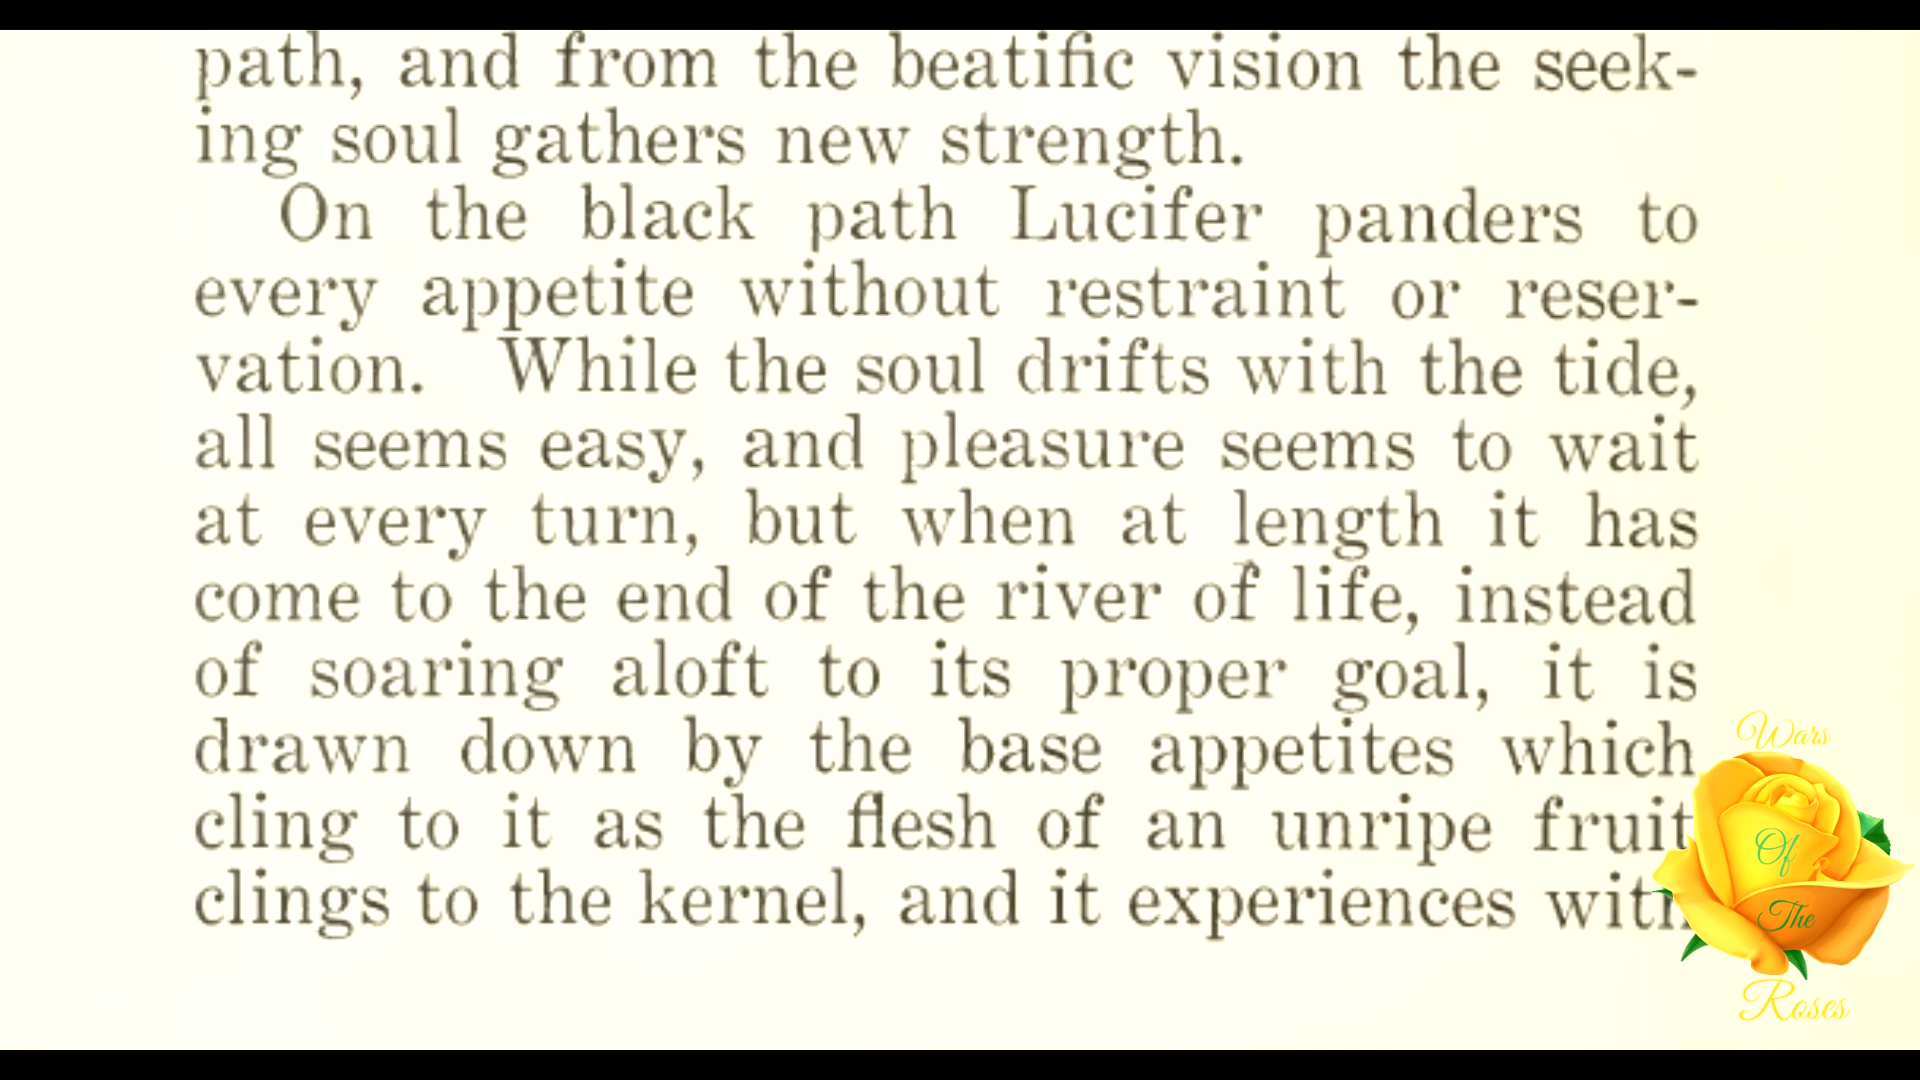 path, and from the beatific vision the seek-
ing soul gathers new strength.
On the black path Lucifer panders to
every appetite without restraint or reser-
vation. While the soul drifts with the tide,
all seems easy, and pleasure seems to wait
at every turn, but when at length it has
come to the end of the river of life, instead
of soaring aloft to its proper goal, it is
drawn down by the base appetites which
cling to it as the flesh of an unripe fruit
clings to the kernel, and it experiences with
Wars
Of
The
Roses